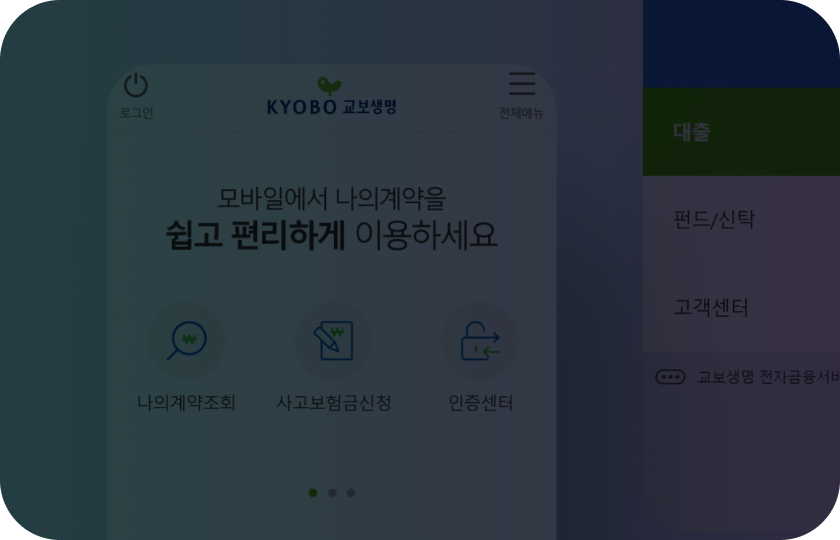 로그인
KYOBO 교보생명
전체메뉴
모바일에서 나의계약을
쉽고 편리하게 이용하세요
나의계약조회
사고보험금신청
인증센터
대출
펀드/신탁
고객센터
교보생명 전자금융서비